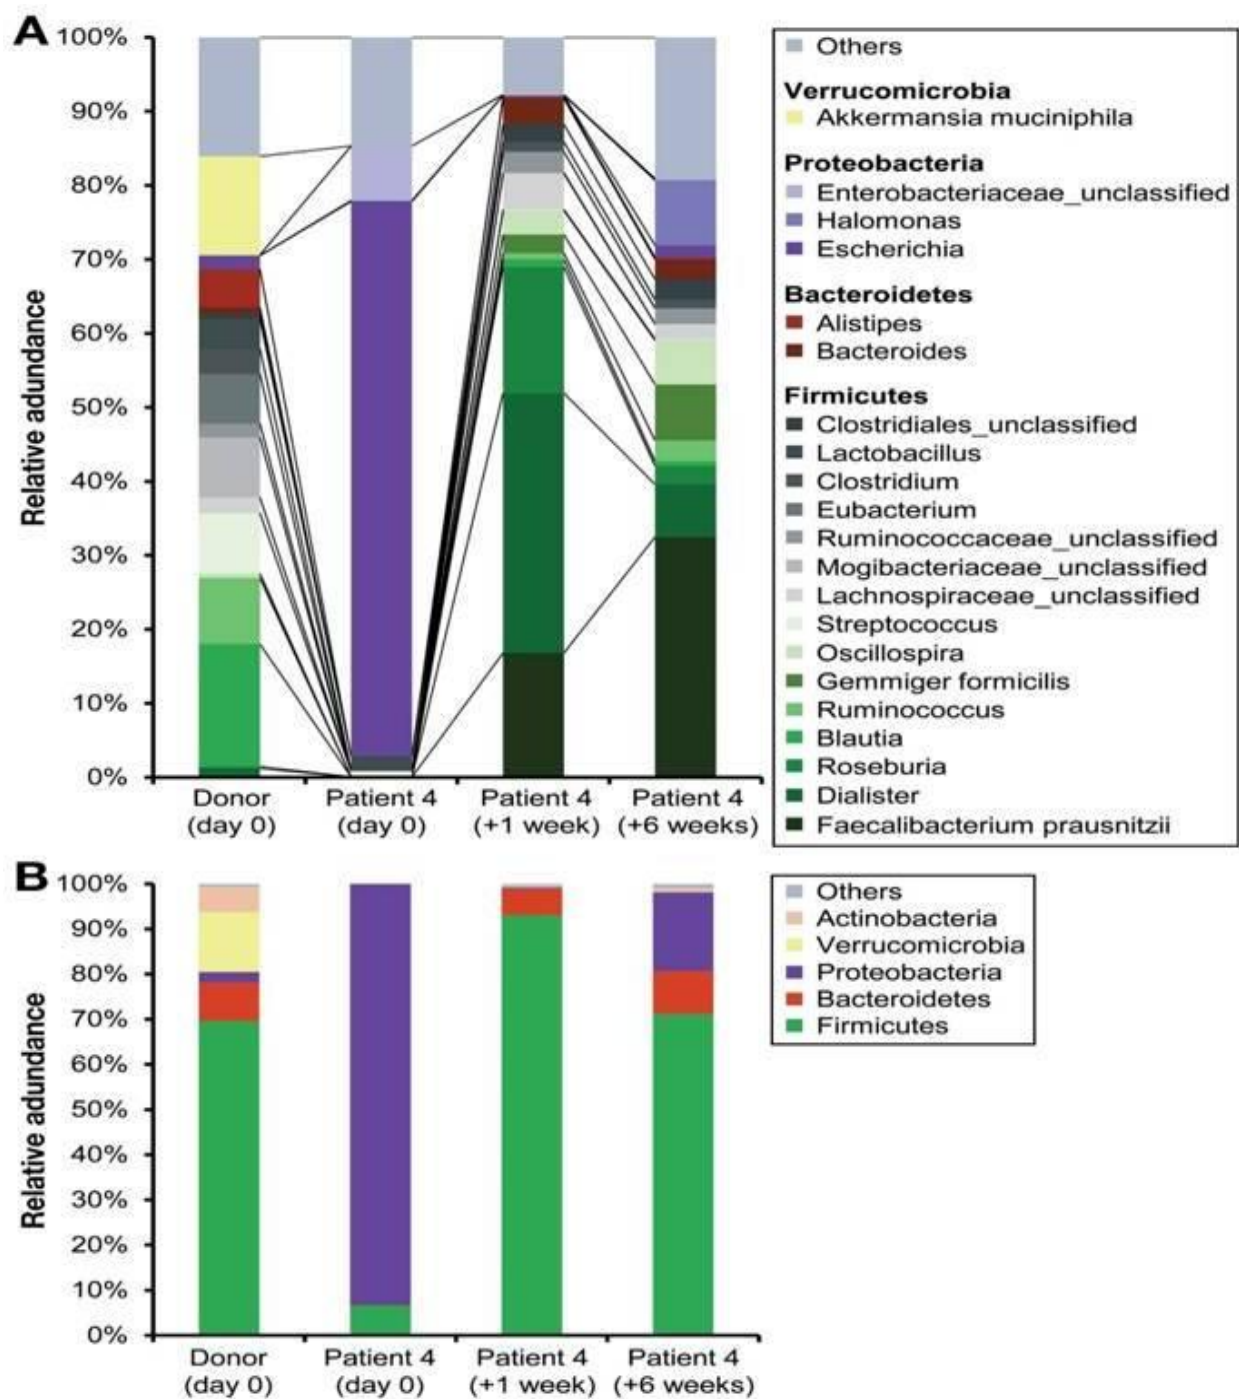 A
100%
90%
80%
70%
60%
50%
40%
30%
20%
10%
0%
Relative adundance
Donor
(day 0)
Patient 4
(day 0)
Patient 4
(+1 week)
Patient 4
(+6 weeks)
Others
Verrucomicrobia
Akkermansia muciniphila
Proteobacteria
Enterobacteriaceae_unclassified
Halomonas
Escherichia
Bacteroidetes
Alistipes
Bacteroides
Firmicutes
Clostridiales_unclassified
Lactobacillus
Clostridium
Eubacterium
Ruminococcaceae_unclassified
Mogibacteriaceae_unclassified
Lachnospiraceae_unclassified
Streptococcus
Oscillospira
Gemmiger formicilis
Ruminococcus
Blautia
Roseburia
Dialister
Faecalibacterium prausnitzii
B
100%
90%
80%
70%
60%
50%
40%
30%
20%
10%
0%
Relative adundance
Donor
(day 0)
Patient 4
(day 0)
Patient 4
(+1 week)
Patient 4
(+6 weeks)
Others
Actinobacteria
Verrucomicrobia
Proteobacteria
Bacteroidetes
Firmicutes